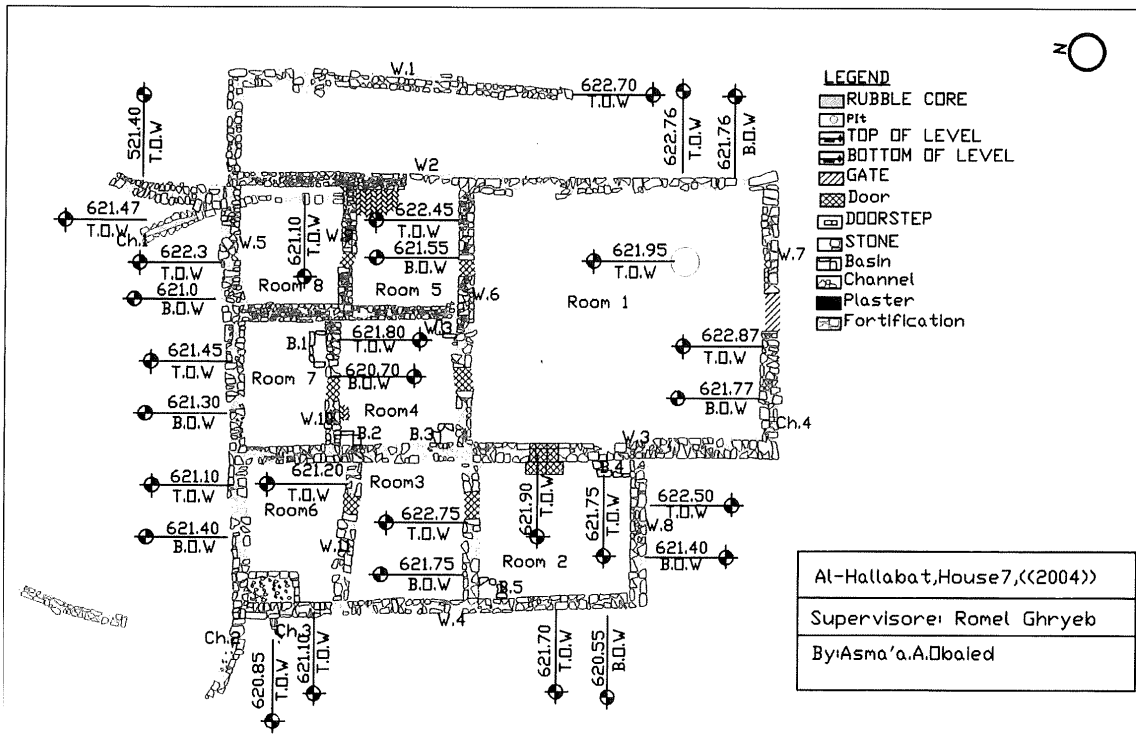 N
W.1
622.70
T.O.W
521.40
T.O.W
622.76
T.O.W
621.76
B.O.W
W2
621.47
T.O.W
Ch.1
622.3
T.O.W
621.0
B.O.W
W.5
621.10
T.O.W
Room 8
622.45
T.O.W
621.55
B.O.W
Room 5
W.6
621.95
T.O.W
Room 1
W.7
622.87
T.O.W
621.77
B.O.W
Ch.4
621.45
T.O.W
621.30
B.O.W
B.1
Room 7
W.10
621.80
T.O.W
620.70
B.O.W
Room4
B.2
B.3
W.3
B.4
621.10
T.O.W
621.40
B.O.W
621.20
T.O.W
Room6
W.11
Room3
622.75
T.O.W
621.75
B.O.W
621.90
T.O.W
621.75
T.O.W
Room 2
B.5
W.8
622.50
T.O.W
621.40
B.O.W
W.4
Ch.2
Ch.3
620.85
T.O.W
621.10
T.O.W
621.70
T.O.W
620.55
B.O.W
LEGEND
RUBBLE CORE
Pit
TOP OF LEVEL
BOTTOM OF LEVEL
GATE
Door
DOORSTEP
STONE
Basin
Channel
Plaster
Fortification
Al-Hallabat,House7,((2004))
Supervisore: Romel Ghryeb
By:Asma'a.A.Obaied